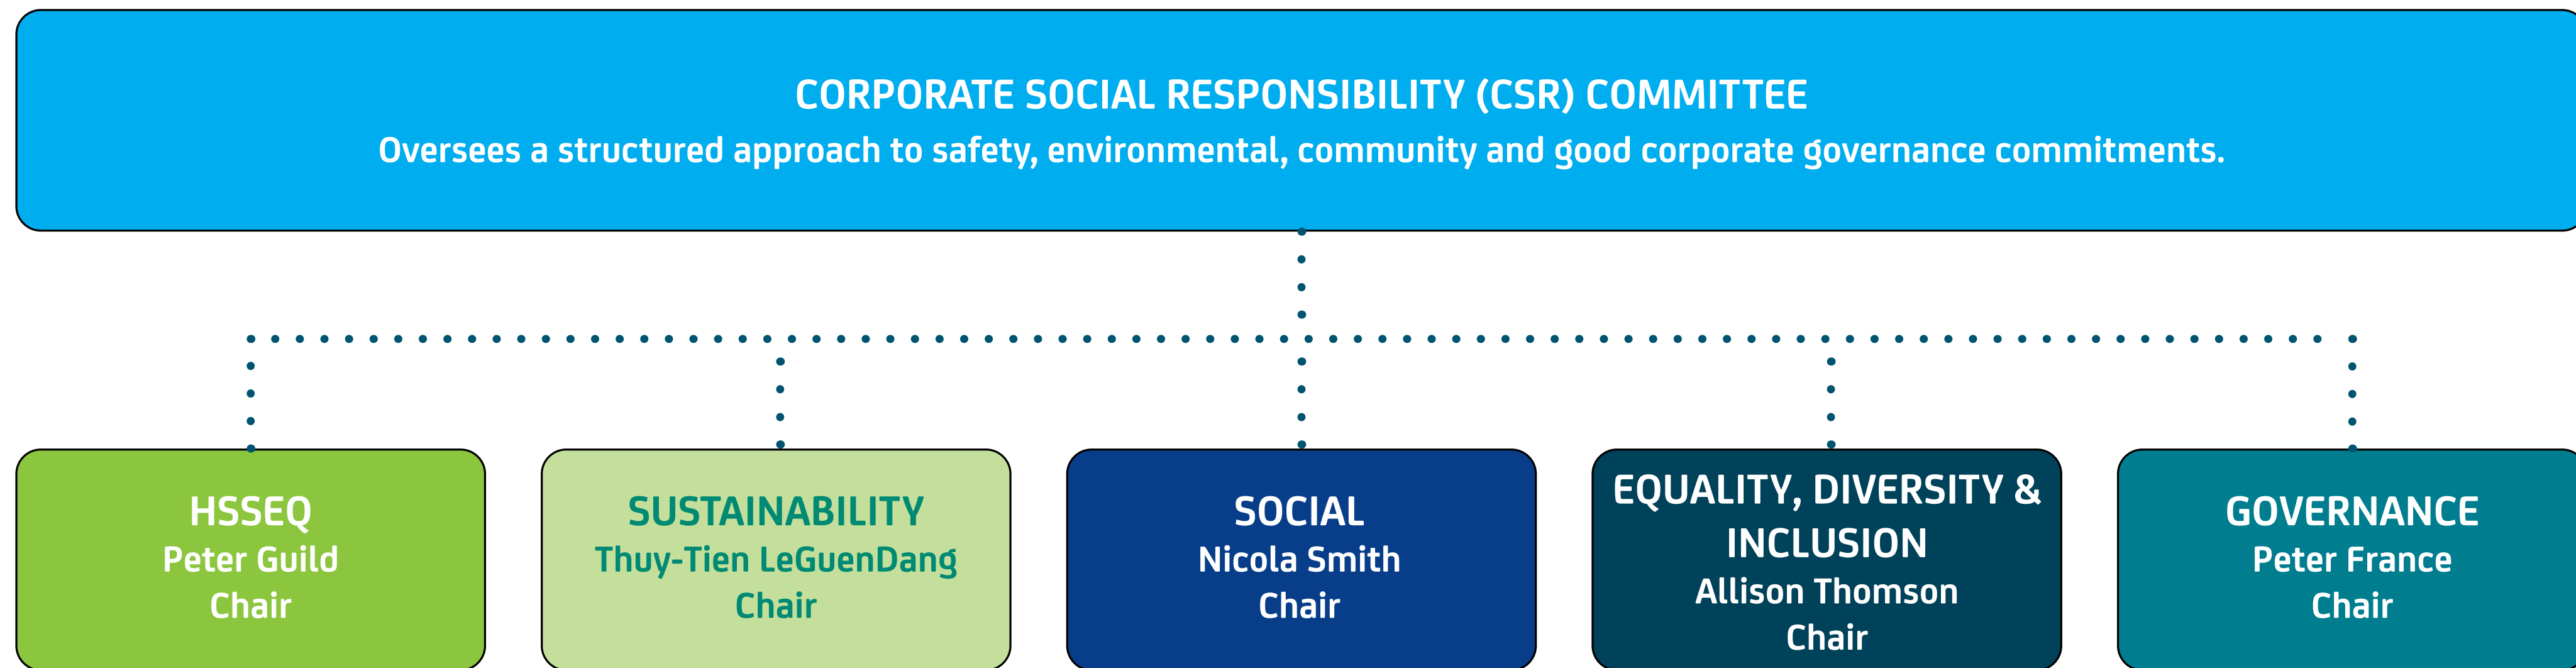 CORPORATE SOCIAL RESPONSIBILITY (CSR) COMMITTEE
Oversees a structured approach to safety, environmental, community and good corporate governance commitments.
HSSEQ
Peter Guild
Chair
SUSTAINABILITY
Thuy-Tien LeGuenDang
Chair
SOCIAL
Nicola Smith
Chair
EQUALITY, DIVERSITY &
INCLUSION
Allison Thomson
Chair
GOVERNANCE
Peter France
Chair